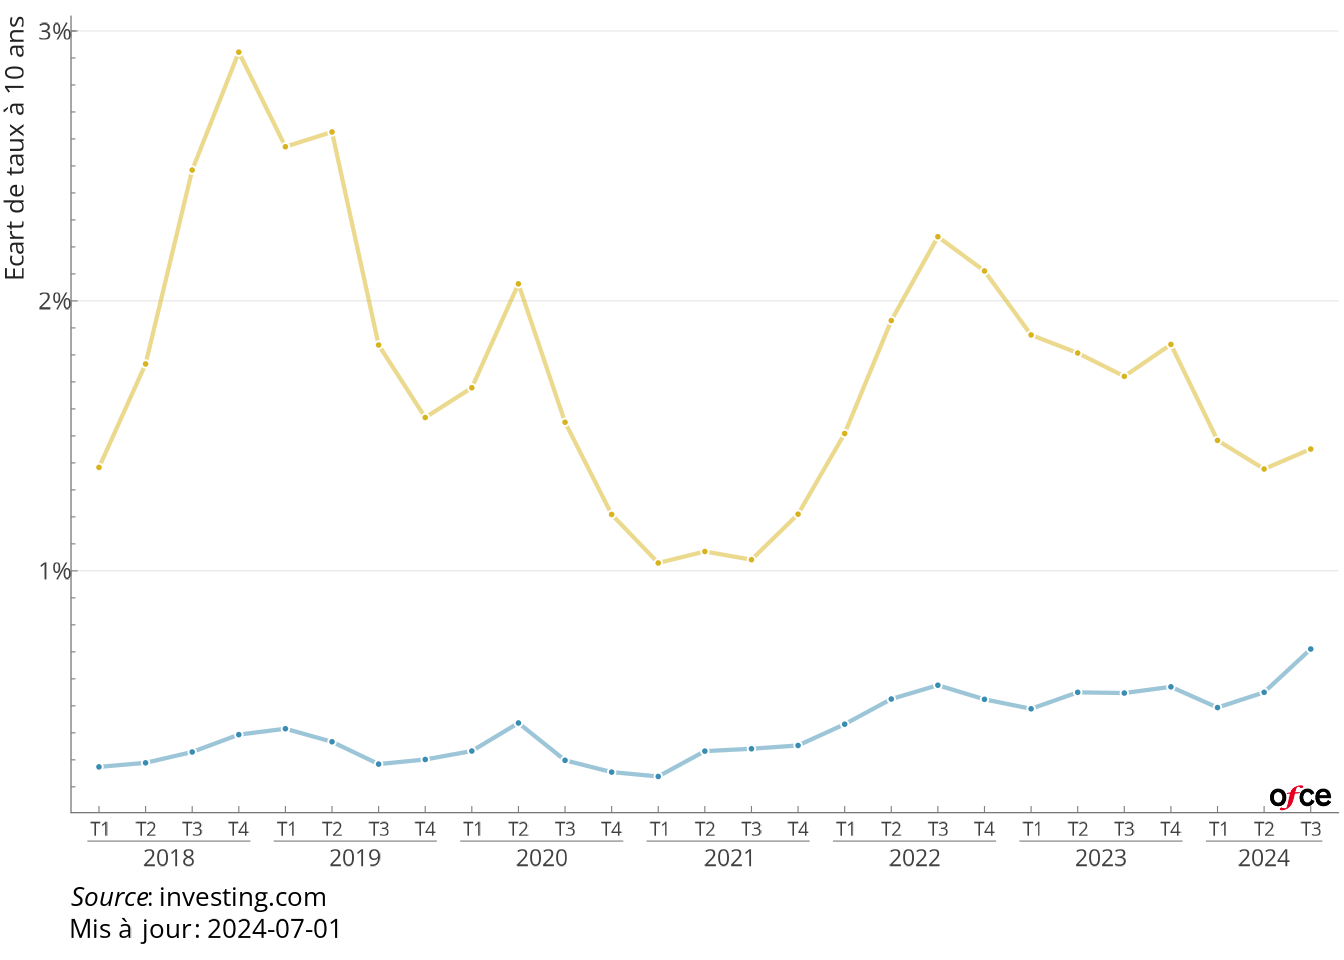 Ecart de taux à 10 ans
3%
2%
1%
T1 T2 T3 T4 T1 T2 T3 T4 T1 T2 T3 T4 T1 T2 T3 T4 T1 T2 T3 T4 T1 T2 T3 T4 T1 T2 T3
2018 2019 2020 2021 2022 2023 2024
ofce
Source: investing.com
Mis à jour: 2024-07-01